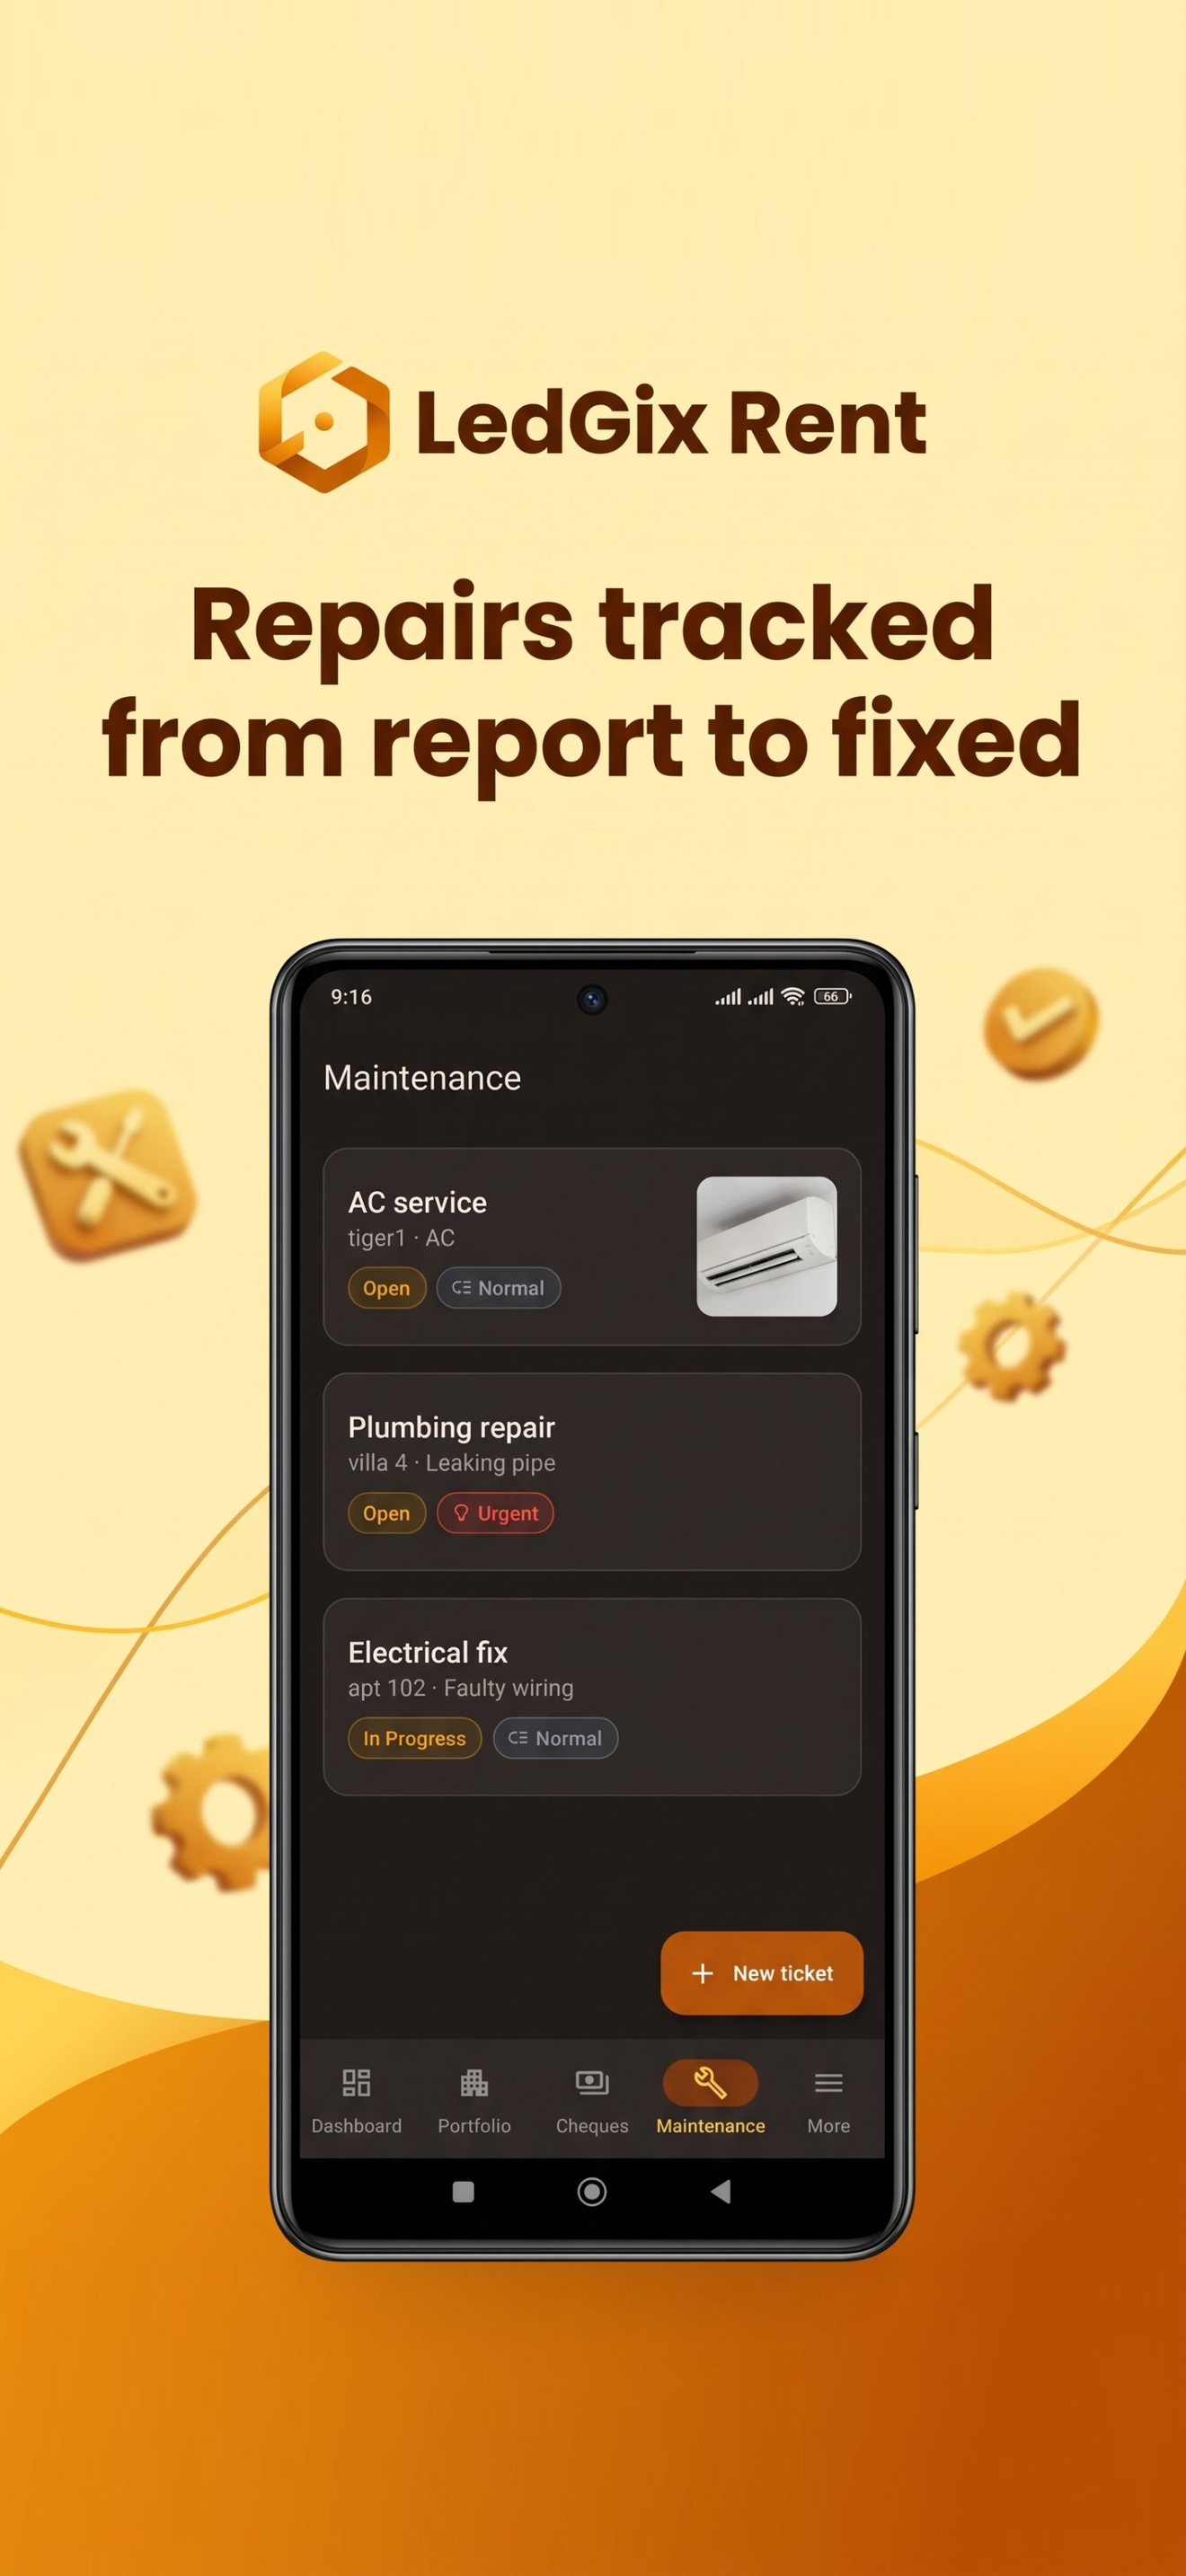 LedGix Rent
Repairs tracked
from report to fixed
9:16
66
Maintenance
AC service
tiger1 · AC
Open
Normal
Plumbing repair
villa 4 · Leaking pipe
Open
Urgent
Electrical fix
apt 102 · Faulty wiring
In Progress
Normal
+ New ticket
Dashboard
Portfolio
Cheques
Maintenance
More